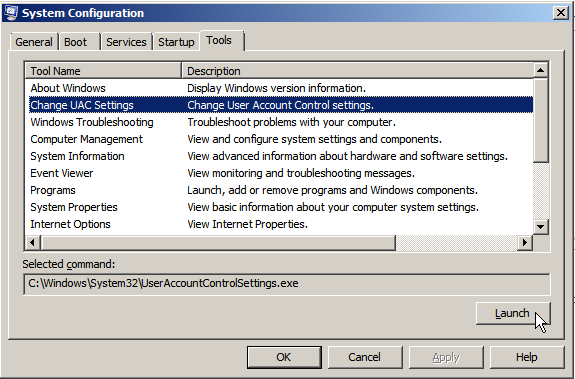 System Configuration
General Boot Services Startup Tools
Tool Name Description
About Windows Display Windows version information.
Change UAC Settings Change User Account Control settings.
Windows Troubleshooting Troubleshoot problems with your computer.
Computer Management View and configure system settings and components.
System Information View advanced information about hardware and software settings.
Event Viewer View monitoring and troubleshooting messages.
Programs Launch, add or remove programs and Windows components.
System Properties View basic information about your computer system settings.
Internet Options View Internet Properties.
Selected command:
C:\Windows\System32\UserAccountControlSettings.exe
Launch
OK Cancel Apply Help